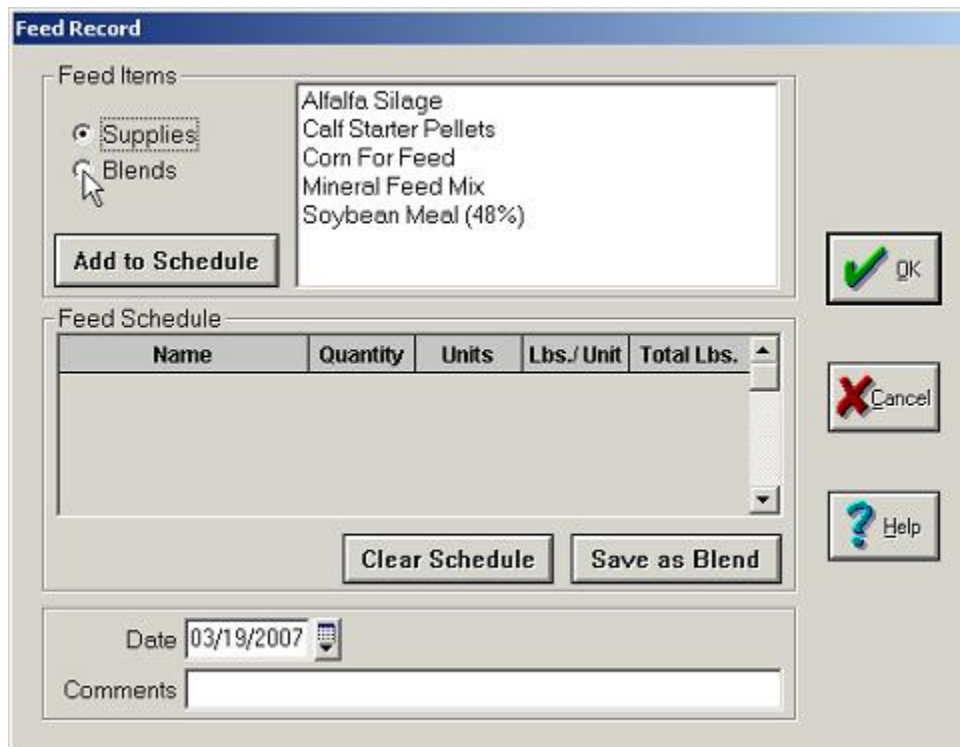 Feed Record
Feed Items
Supplies
Blends
Add to Schedule
Alfalfa Silage
Calf Starter Pellets
Corn For Feed
Mineral Feed Mix
Soybean Meal (48%)
OK
Feed Schedule
Name Quantity Units Lbs./Unit Total Lbs.
Cancel
Clear Schedule Save as Blend
Help
Date 03/19/2007
Comments